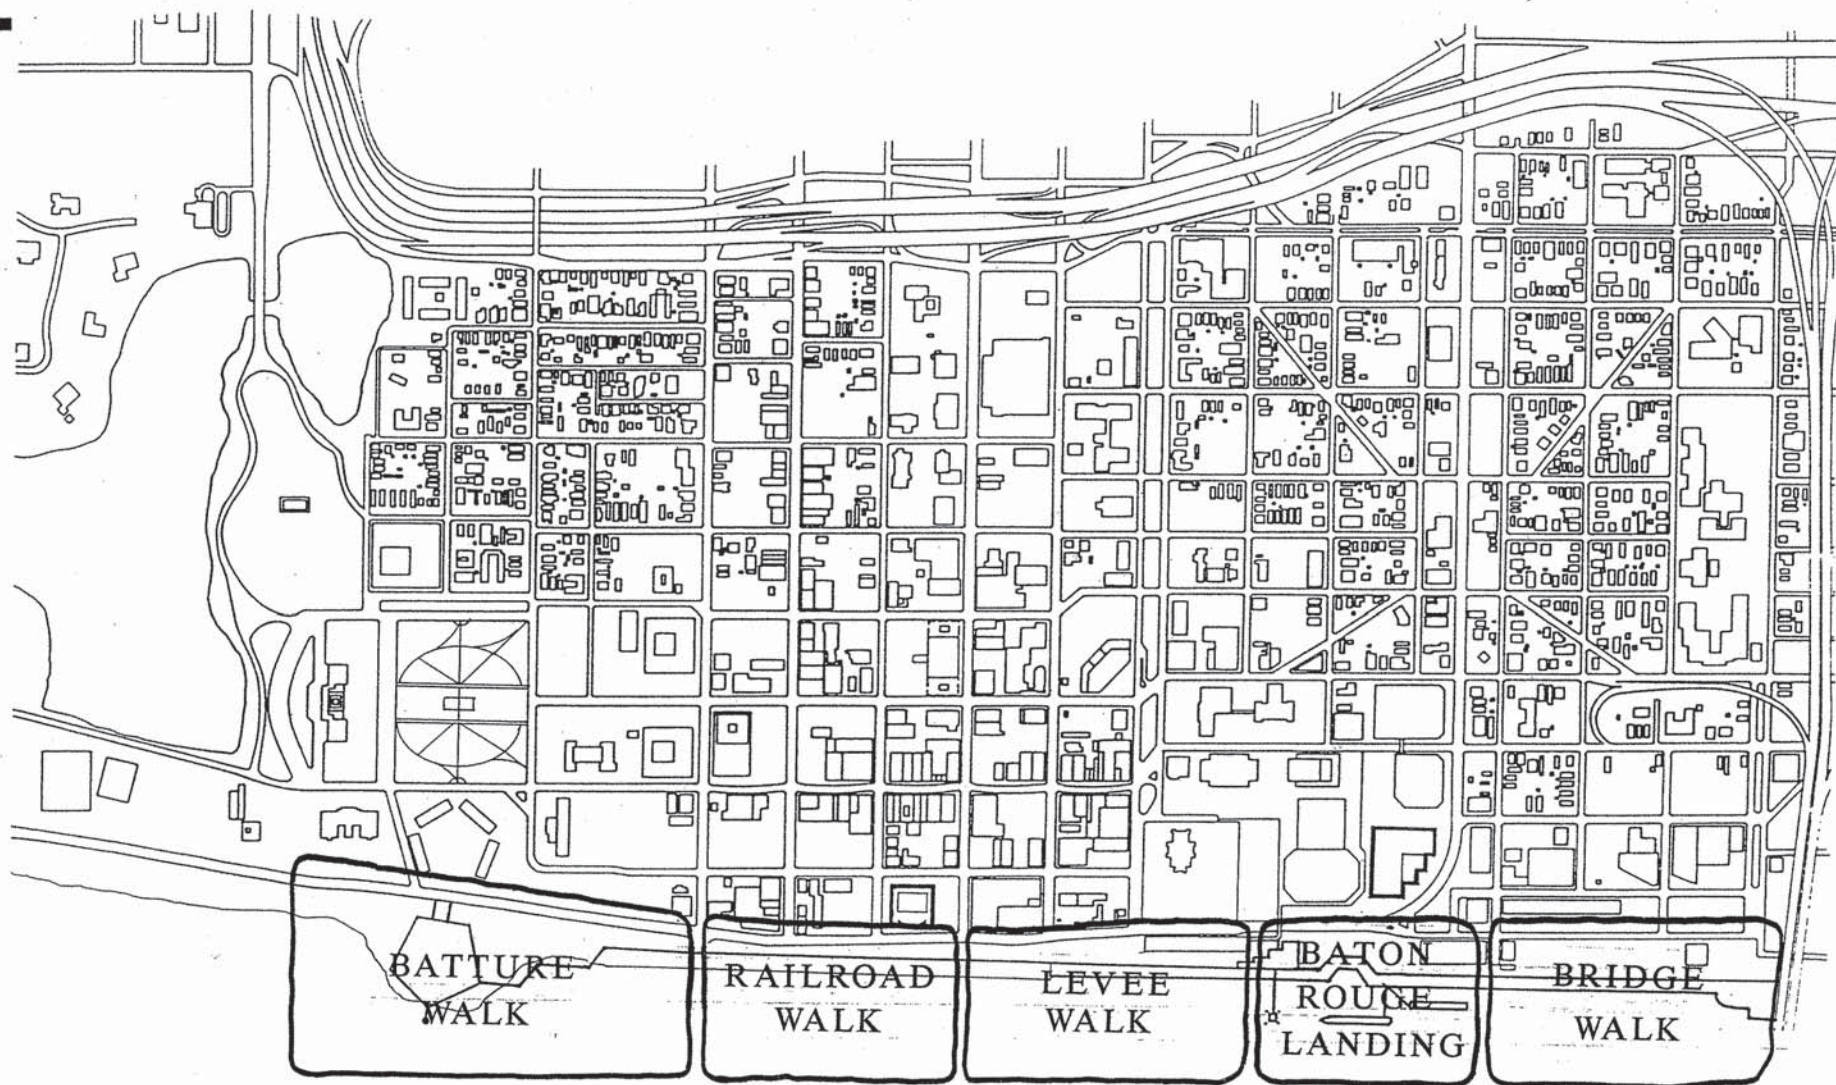 BATTURE
WALK
RAILROAD
WALK
LEVEE
WALK
BATON
ROUGE
LANDING
BRIDGE
WALK